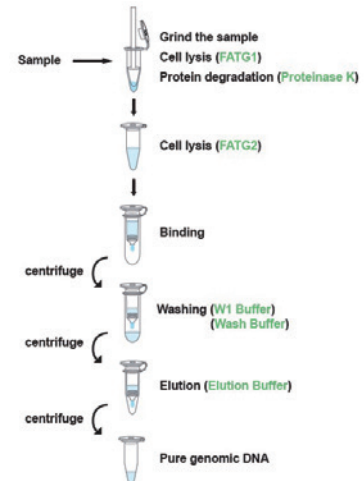 Grind the sample
Sample
Cell lysis (FATG1)
Protein degradation (Proteinase K)
Cell lysis (FATG2)
Binding
centrifuge
Washing (W1 Buffer)
(Wash Buffer)
centrifuge
Elution (Elution Buffer)
centrifuge
Pure genomic DNA